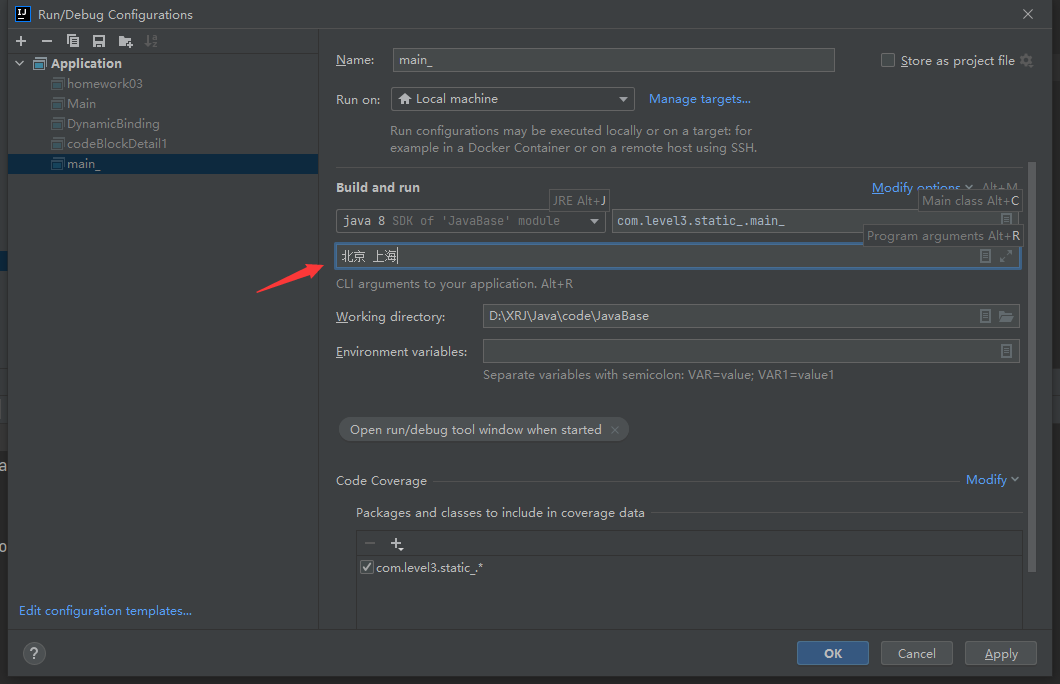 Run/Debug Configurations
Application
homework03
Main
DynamicBinding
codeBlockDetail1
main_
Edit configuration templates...
Name: main_ Store as project file
Run on: Local machine Manage targets...
Run configurations may be executed locally or on a target: for
example in a Docker Container or on a remote host using SSH.
Build and run Modify options Alt+M
JRE Alt+J Main class Alt+C
java 8 SDK of 'JavaBase' module com.level3.static_.main_
Program arguments Alt+R
北京 上海
CLI arguments to your application. Alt+R
Working directory: D:\XRJ\Java\code\JavaBase
Environment variables:
Separate variables with semicolon: VAR=value; VAR1=value1
Open run/debug tool window when started
Code Coverage Modify
Packages and classes to include in coverage data
com.level3.static_.*
? OK Cancel Apply